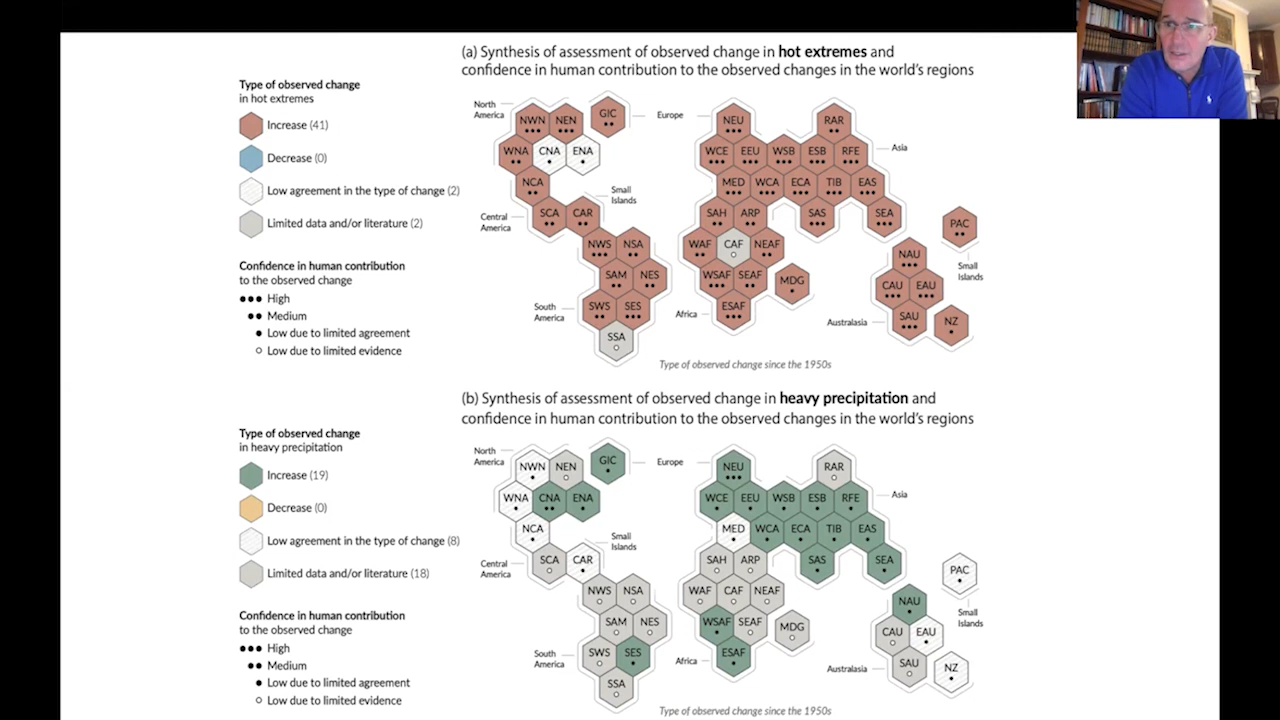 (a) Synthesis of assessment of observed change in hot extremes and
confidence in human contribution to the observed changes in the world's regions
Type of observed change
in hot extremes
Increase (41)
Decrease (0)
Low agreement in the type of change (2)
Limited data and/or literature (2)
Confidence in human contribution
to the observed change
●●● High
●● Medium
● Low due to limited agreement
○ Low due to limited evidence
North
America
NWN NEN GIC Europe NEU RAR
WNA CNA ENA WCE EEU WSB ESB RFE Asia
NCA MED WCA ECA TIB EAS
Small
Islands
Central
America
SCA CAR SAH ARP SAS SEA PAC
NWS NSA WAF CAF NEAF NAU
Small
Islands
SAM NES WSAF SEAF MDG CAU EAU
South
America
SWS SES Africa ESAF Australasia SAU NZ
SSA
Type of observed change since the 1950s
(b) Synthesis of assessment of observed change in heavy precipitation and
confidence in human contribution to the observed changes in the world's regions
Type of observed change
in heavy precipitation
Increase (19)
Decrease (0)
Low agreement in the type of change (8)
Limited data and/or literature (18)
Confidence in human contribution
to the observed change
●●● High
●● Medium
● Low due to limited agreement
○ Low due to limited evidence
North
America
NWN NEN GIC Europe NEU RAR
WNA CNA ENA WCE EEU WSB ESB RFE Asia
NCA MED WCA ECA TIB EAS
Small
Islands
Central
America
SCA CAR SAH ARP SAS SEA PAC
NWS NSA WAF CAF NEAF NAU
Small
Islands
SAM NES WSAF SEAF MDG CAU EAU
South
America
SWS SES Africa ESAF Australasia SAU NZ
SSA
Type of observed change since the 1950s